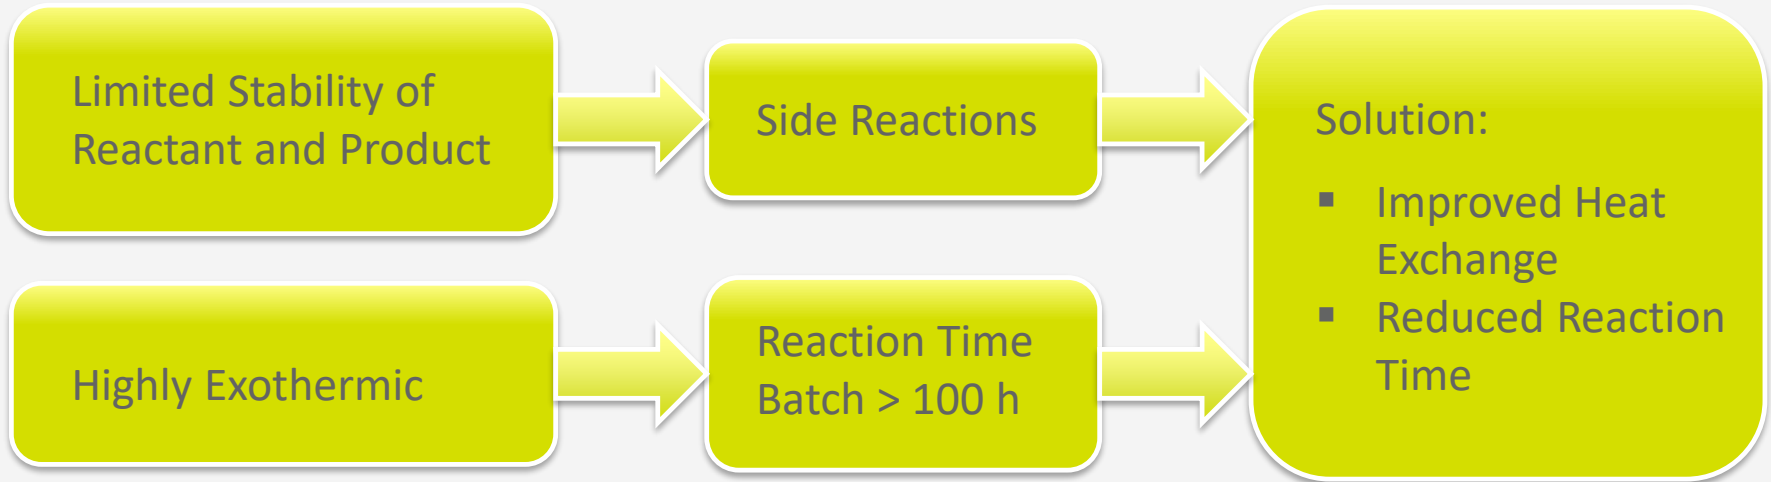 Limited Stability of
Reactant and Product
Side Reactions
Highly Exothermic
Reaction Time
Batch > 100 h
Solution:
▪ Improved Heat
Exchange
▪ Reduced Reaction
Time